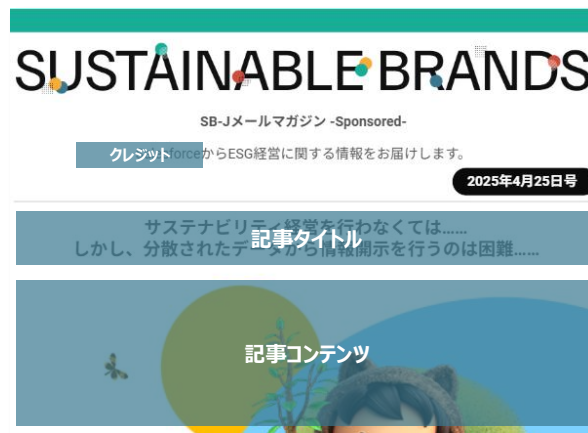 SUSTAINABLE BRANDS
SB-Jメールマガジン -Sponsored-
クレジット
forceからESG経営に関する情報をお届けします。
2025年4月25日号
サステナビリティ経営を行わなくては……
記事タイトル
しかし、分散されたデータから情報開示を行うのは困難……
記事コンテンツ